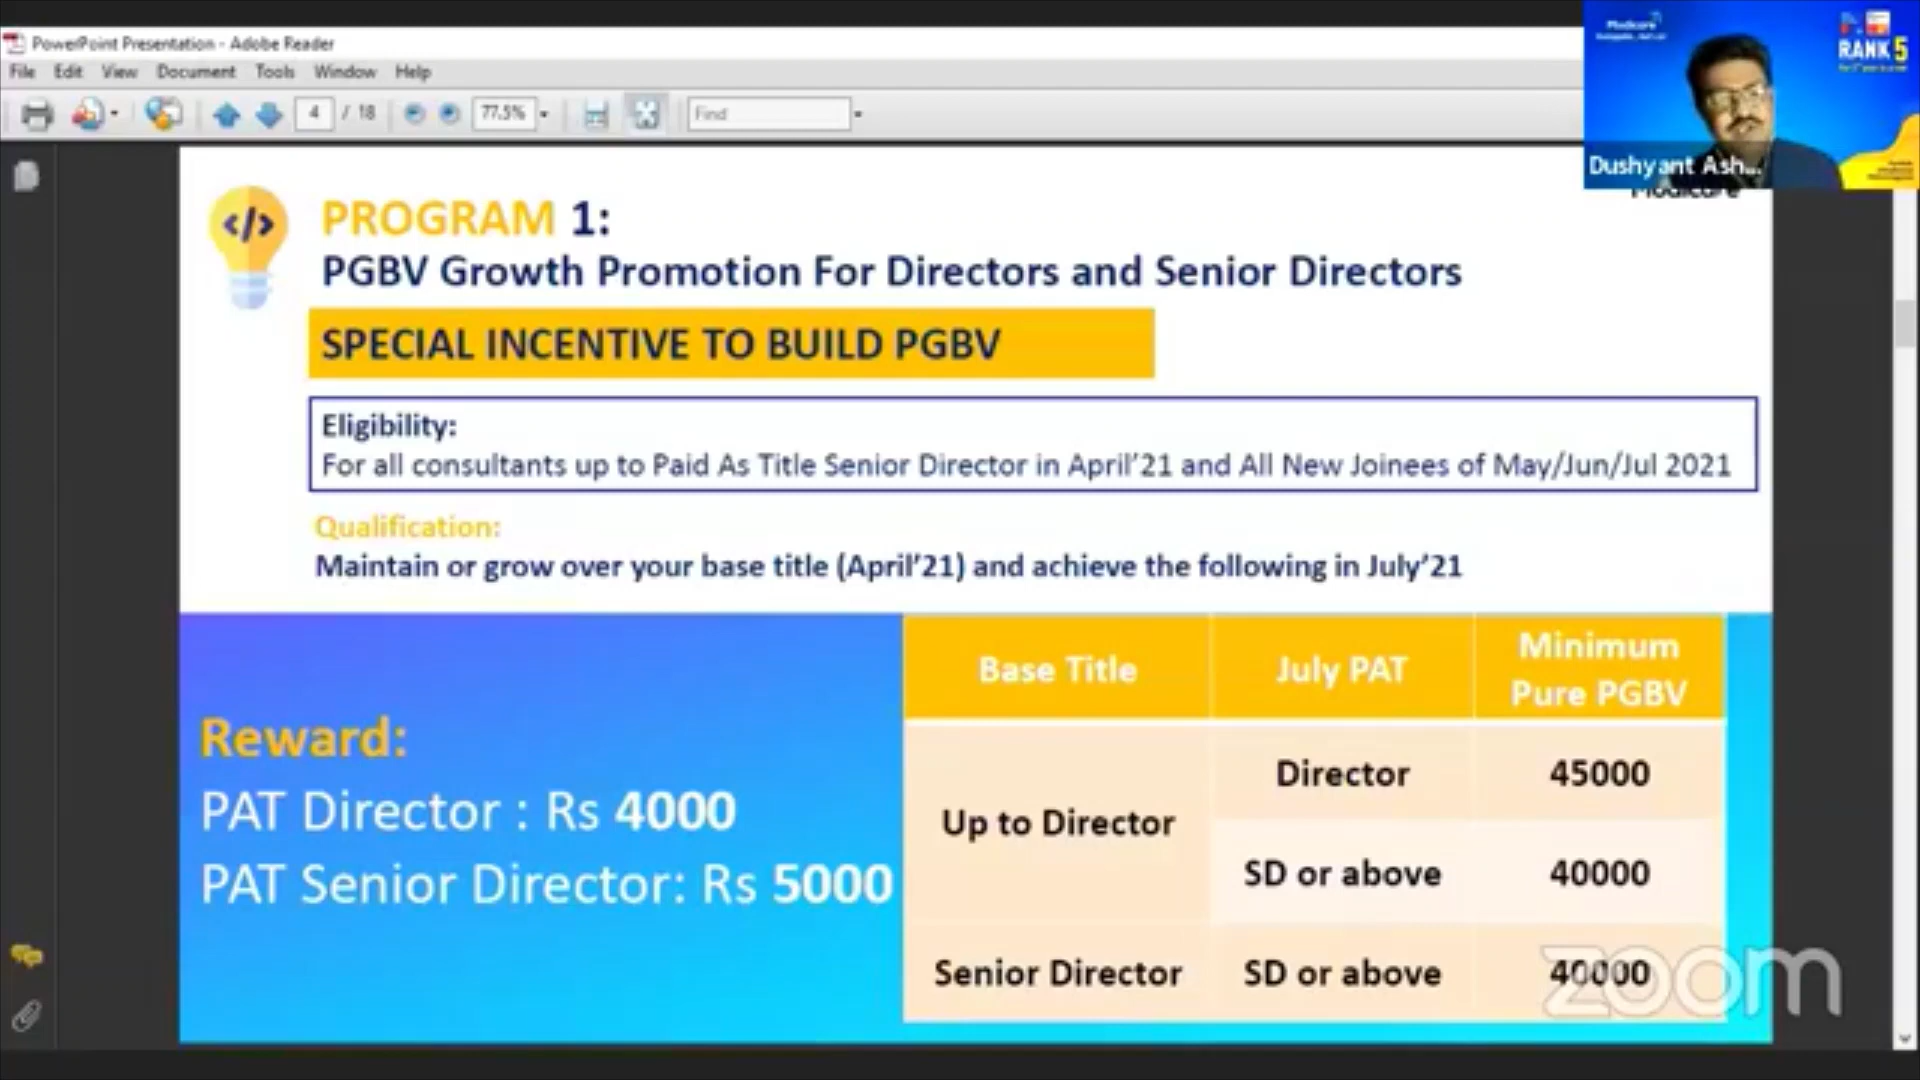 PowerPoint Presentation - Adobe Reader
File Edit View Document Tools Window Help
4 / 18 77.5% Find
Modicare
RANK 5
Dushyant Ash...
Modicare
</>
PROGRAM 1:
PGBV Growth Promotion For Directors and Senior Directors
SPECIAL INCENTIVE TO BUILD PGBV
Eligibility:
For all consultants up to Paid As Title Senior Director in April’21 and All New Joinees of May/Jun/Jul 2021
Qualification:
Maintain or grow over your base title (April’21) and achieve the following in July’21
Reward:
PAT Director : Rs 4000
PAT Senior Director: Rs 5000
Base Title July PAT Minimum Pure PGBV
Up to Director Director 45000
SD or above 40000
Senior Director SD or above 40000
zoom